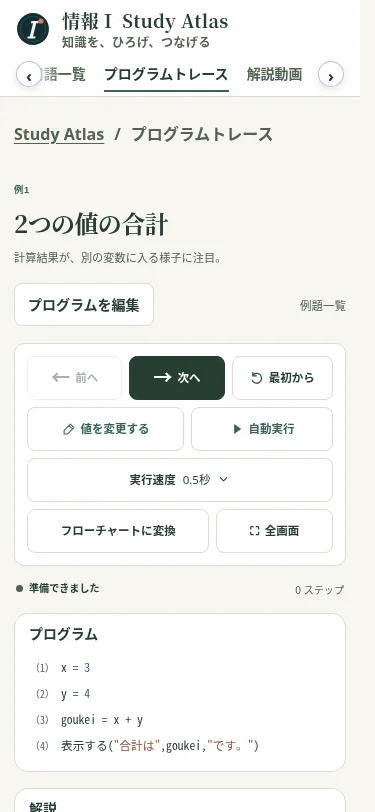 情報 I Study Atlas
知識を、ひろげ、つなげる
語一覧 プログラムトレース 解説動画
Study Atlas / プログラムトレース
例1
2つの値の合計
計算結果が、別の変数に入る様子に注目。
プログラムを編集 例題一覧
← 前へ → 次へ 最初から
値を変更する ▶ 自動実行
実行速度 0.5秒
フローチャートに変換 全画面
準備できました 0 ステップ
プログラム
(1) x = 3
(2) y = 4
(3) goukei = x + y
(4) 表示する("合計は",goukei,"です。")
解説